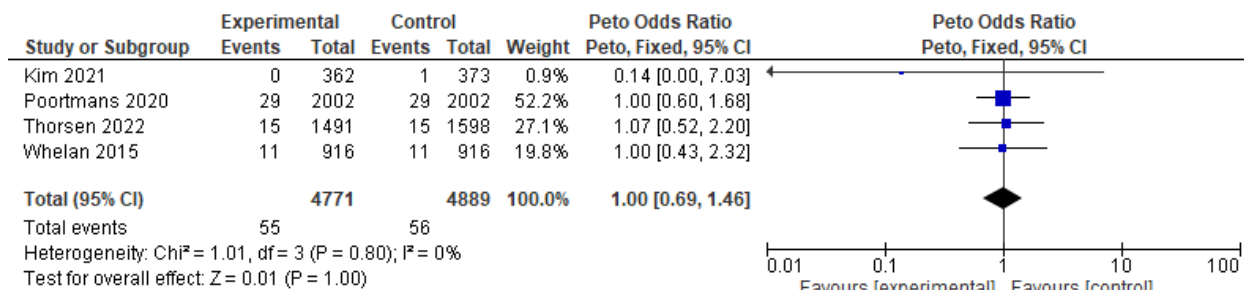 Experimental Control Peto Odds Ratio Peto Odds Ratio
Study or Subgroup Events Total Events Total Weight Peto, Fixed, 95% CI Peto, Fixed, 95% CI
Kim 2021 0 362 1 373 0.9% 0.14 [0.00, 7.03]
Poortmans 2020 29 2002 29 2002 52.2% 1.00 [0.60, 1.68]
Thorsen 2022 15 1491 15 1598 27.1% 1.07 [0.52, 2.20]
Whelan 2015 11 916 11 916 19.8% 1.00 [0.43, 2.32]
Total (95% CI) 4771 4889 100.0% 1.00 [0.69, 1.46]
Total events 55 56
Heterogeneity: Chi² = 1.01, df = 3 (P = 0.80); I² = 0%
Test for overall effect: Z = 0.01 (P = 1.00)
0.01 0.1 1 10 100
Favours [experimental] Favours [control]